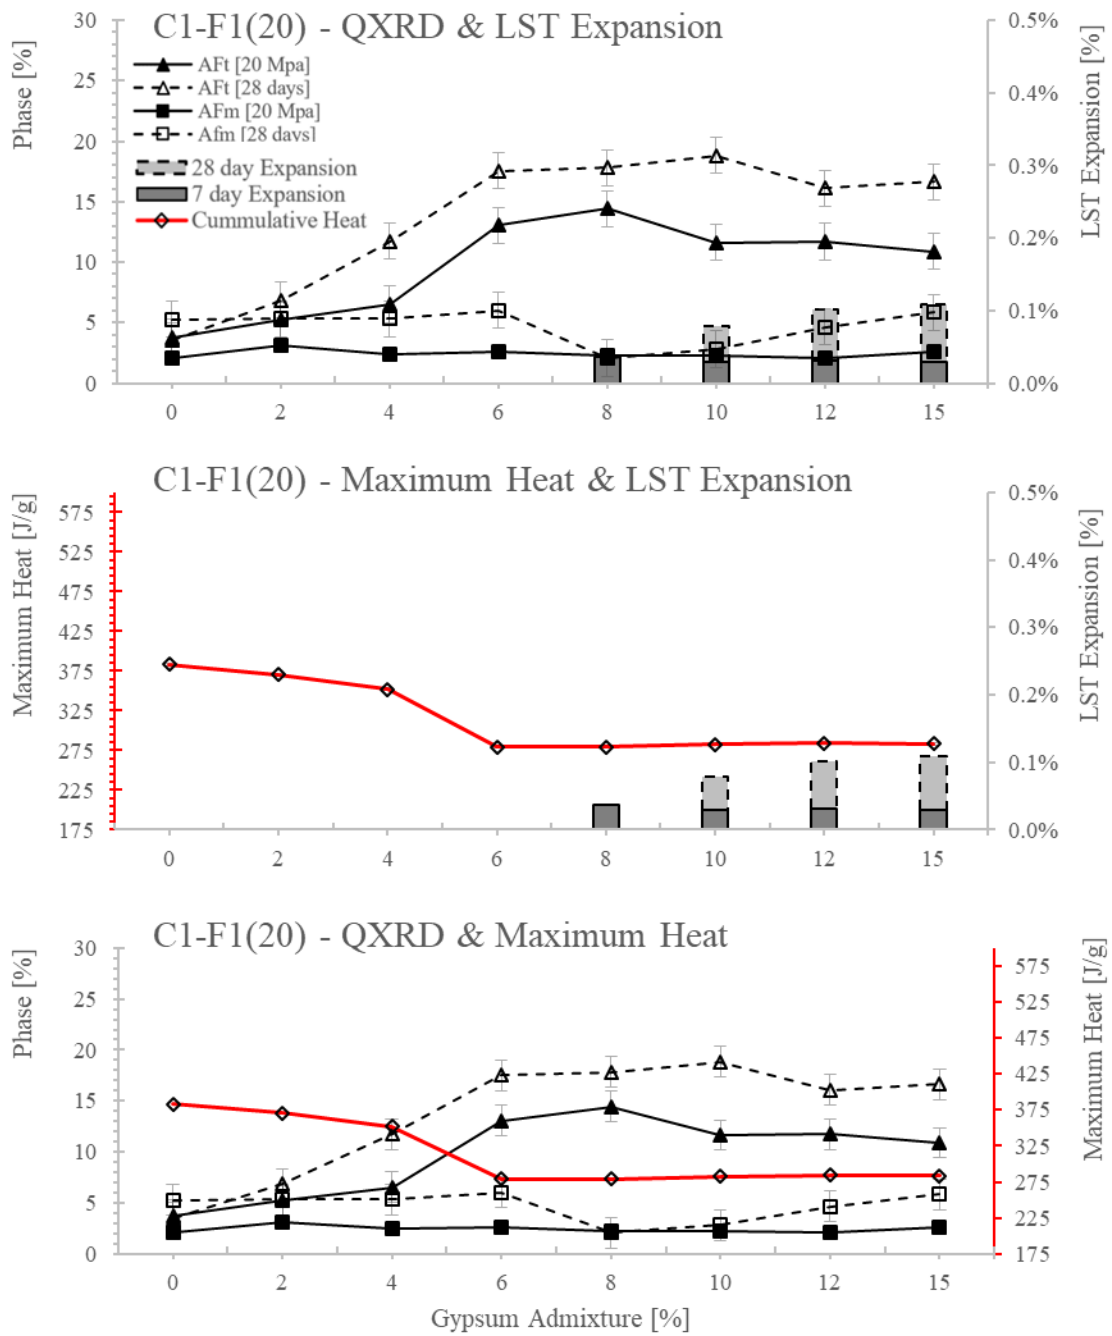 C1-F1(20) - QXRD & LST Expansion
Phase [%]
LST Expansion [%]
30
25
20
15
10
5
0
0.5%
0.4%
0.3%
0.2%
0.1%
0.0%
AFt [20 Mpa]
AFt [28 days]
AFm [20 Mpa]
Afm [28 days]
28 day Expansion
7 day Expansion
Cummulative Heat
0 2 4 6 8 10 12 15
C1-F1(20) - Maximum Heat & LST Expansion
Maximum Heat [J/g]
LST Expansion [%]
575
525
475
425
375
325
275
225
175
0.5%
0.4%
0.3%
0.2%
0.1%
0.0%
0 2 4 6 8 10 12 15
C1-F1(20) - QXRD & Maximum Heat
Phase [%]
Maximum Heat [J/g]
30
25
20
15
10
5
0
575
525
475
425
375
325
275
225
175
0 2 4 6 8 10 12 15
Gypsum Admixture [%]